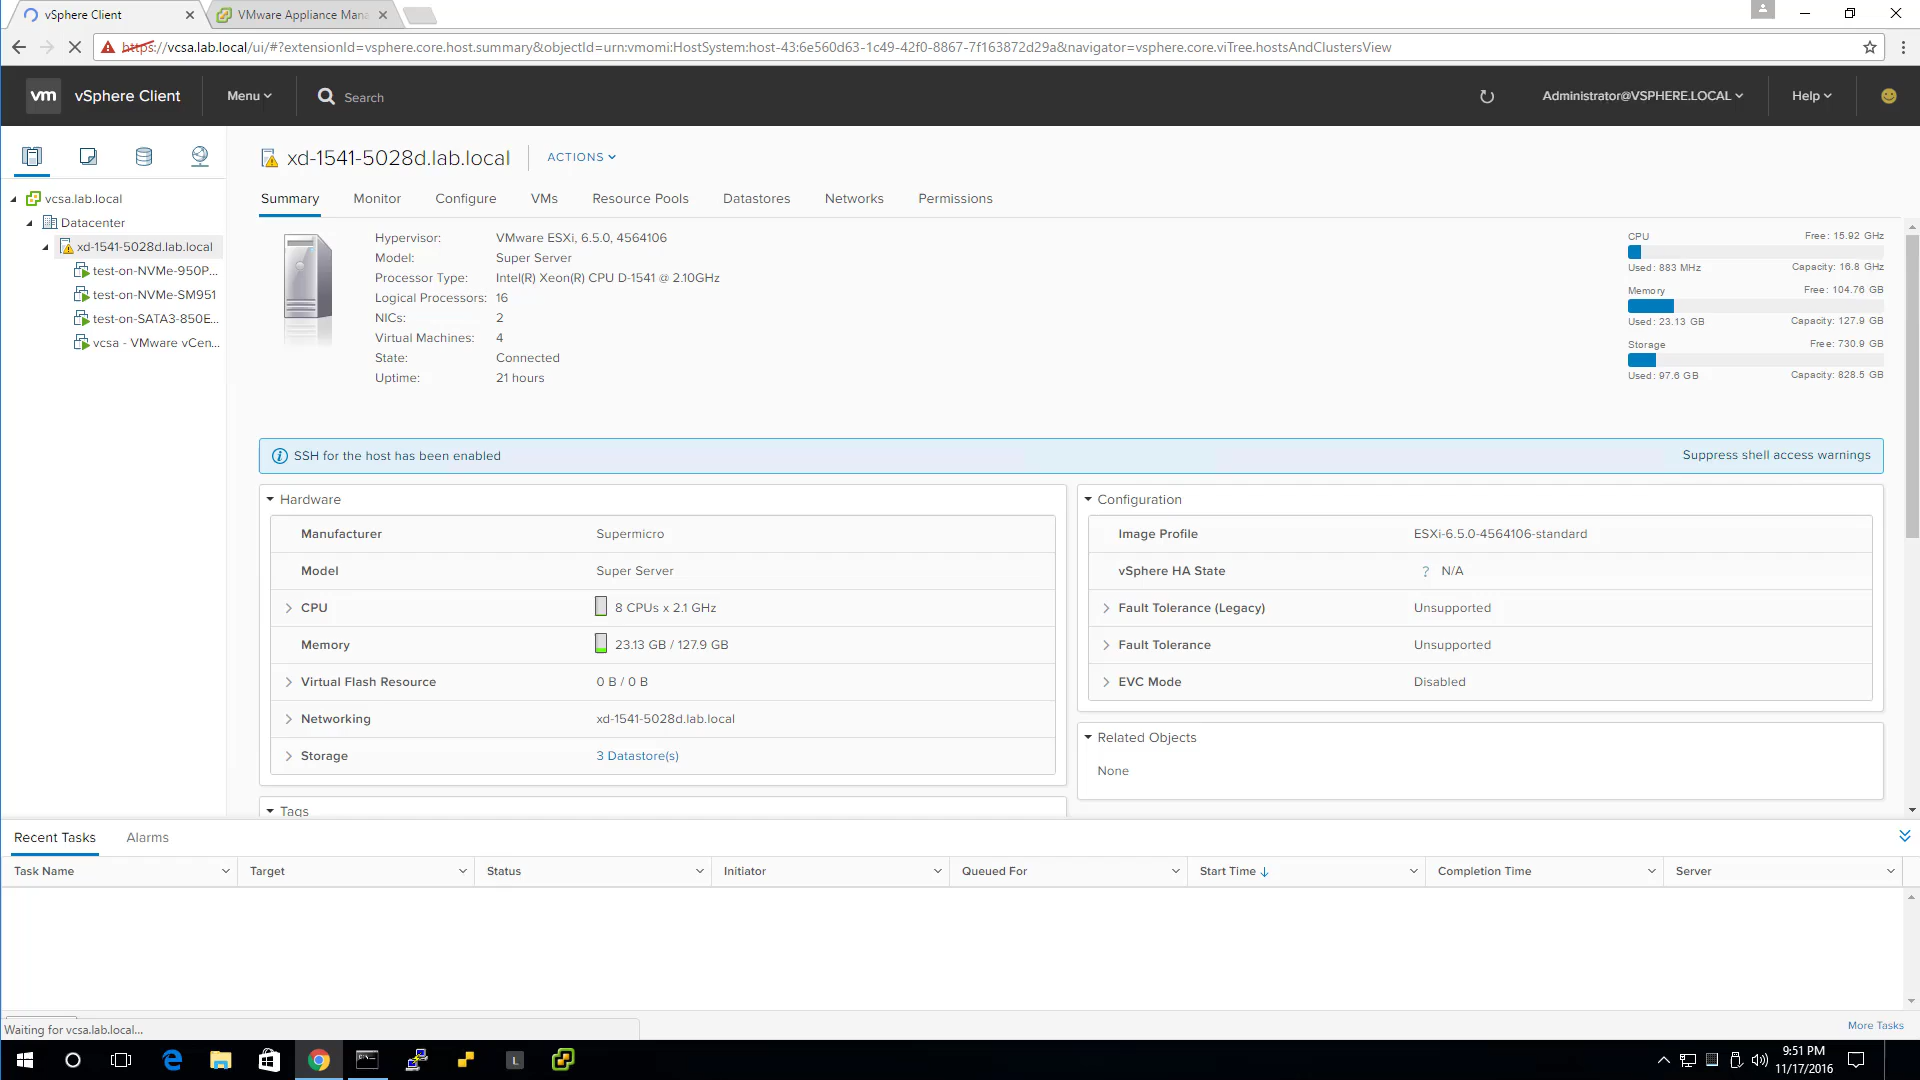 vSphere Client
VMware Appliance Mana
https://vcsa.lab.local/ui/#?extensionId=vsphere.core.host.summary&objectId=urn:vmomi:HostSystem:host-43:6e560d63-1c49-42f0-8867-7f163872d29a&navigator=vsphere.core.viTree.hostsAndClustersView
vm vSphere Client Menu Search Administrator@VSPHERE.LOCAL Help
vcsa.lab.local
Datacenter
xd-1541-5028d.lab.local
test-on-NVMe-950P...
test-on-NVMe-SM951
test-on-SATA3-850E...
vcsa - VMware vCen...
xd-1541-5028d.lab.local ACTIONS
Summary Monitor Configure VMs Resource Pools Datastores Networks Permissions
Hypervisor: VMware ESXi, 6.5.0, 4564106
Model: Super Server
Processor Type: Intel(R) Xeon(R) CPU D-1541 @ 2.10GHz
Logical Processors: 16
NICs: 2
Virtual Machines: 4
State: Connected
Uptime: 21 hours
CPU Free: 15.92 GHz
Used: 883 MHz Capacity: 16.8 GHz
Memory Free: 104.76 GB
Used: 23.13 GB Capacity: 127.9 GB
Storage Free: 730.9 GB
Used: 97.6 GB Capacity: 828.5 GB
SSH for the host has been enabled Suppress shell access warnings
Hardware
Manufacturer Supermicro
Model Super Server
CPU 8 CPUs x 2.1 GHz
Memory 23.13 GB / 127.9 GB
Virtual Flash Resource 0 B / 0 B
Networking xd-1541-5028d.lab.local
Storage 3 Datastore(s)
Tags
Configuration
Image Profile ESXi-6.5.0-4564106-standard
vSphere HA State ? N/A
Fault Tolerance (Legacy) Unsupported
Fault Tolerance Unsupported
EVC Mode Disabled
Related Objects
None
Recent Tasks Alarms
Task Name Target Status Initiator Queued For Start Time Completion Time Server
More Tasks
Waiting for vcsa.lab.local...
L
9:51 PM
11/17/2016